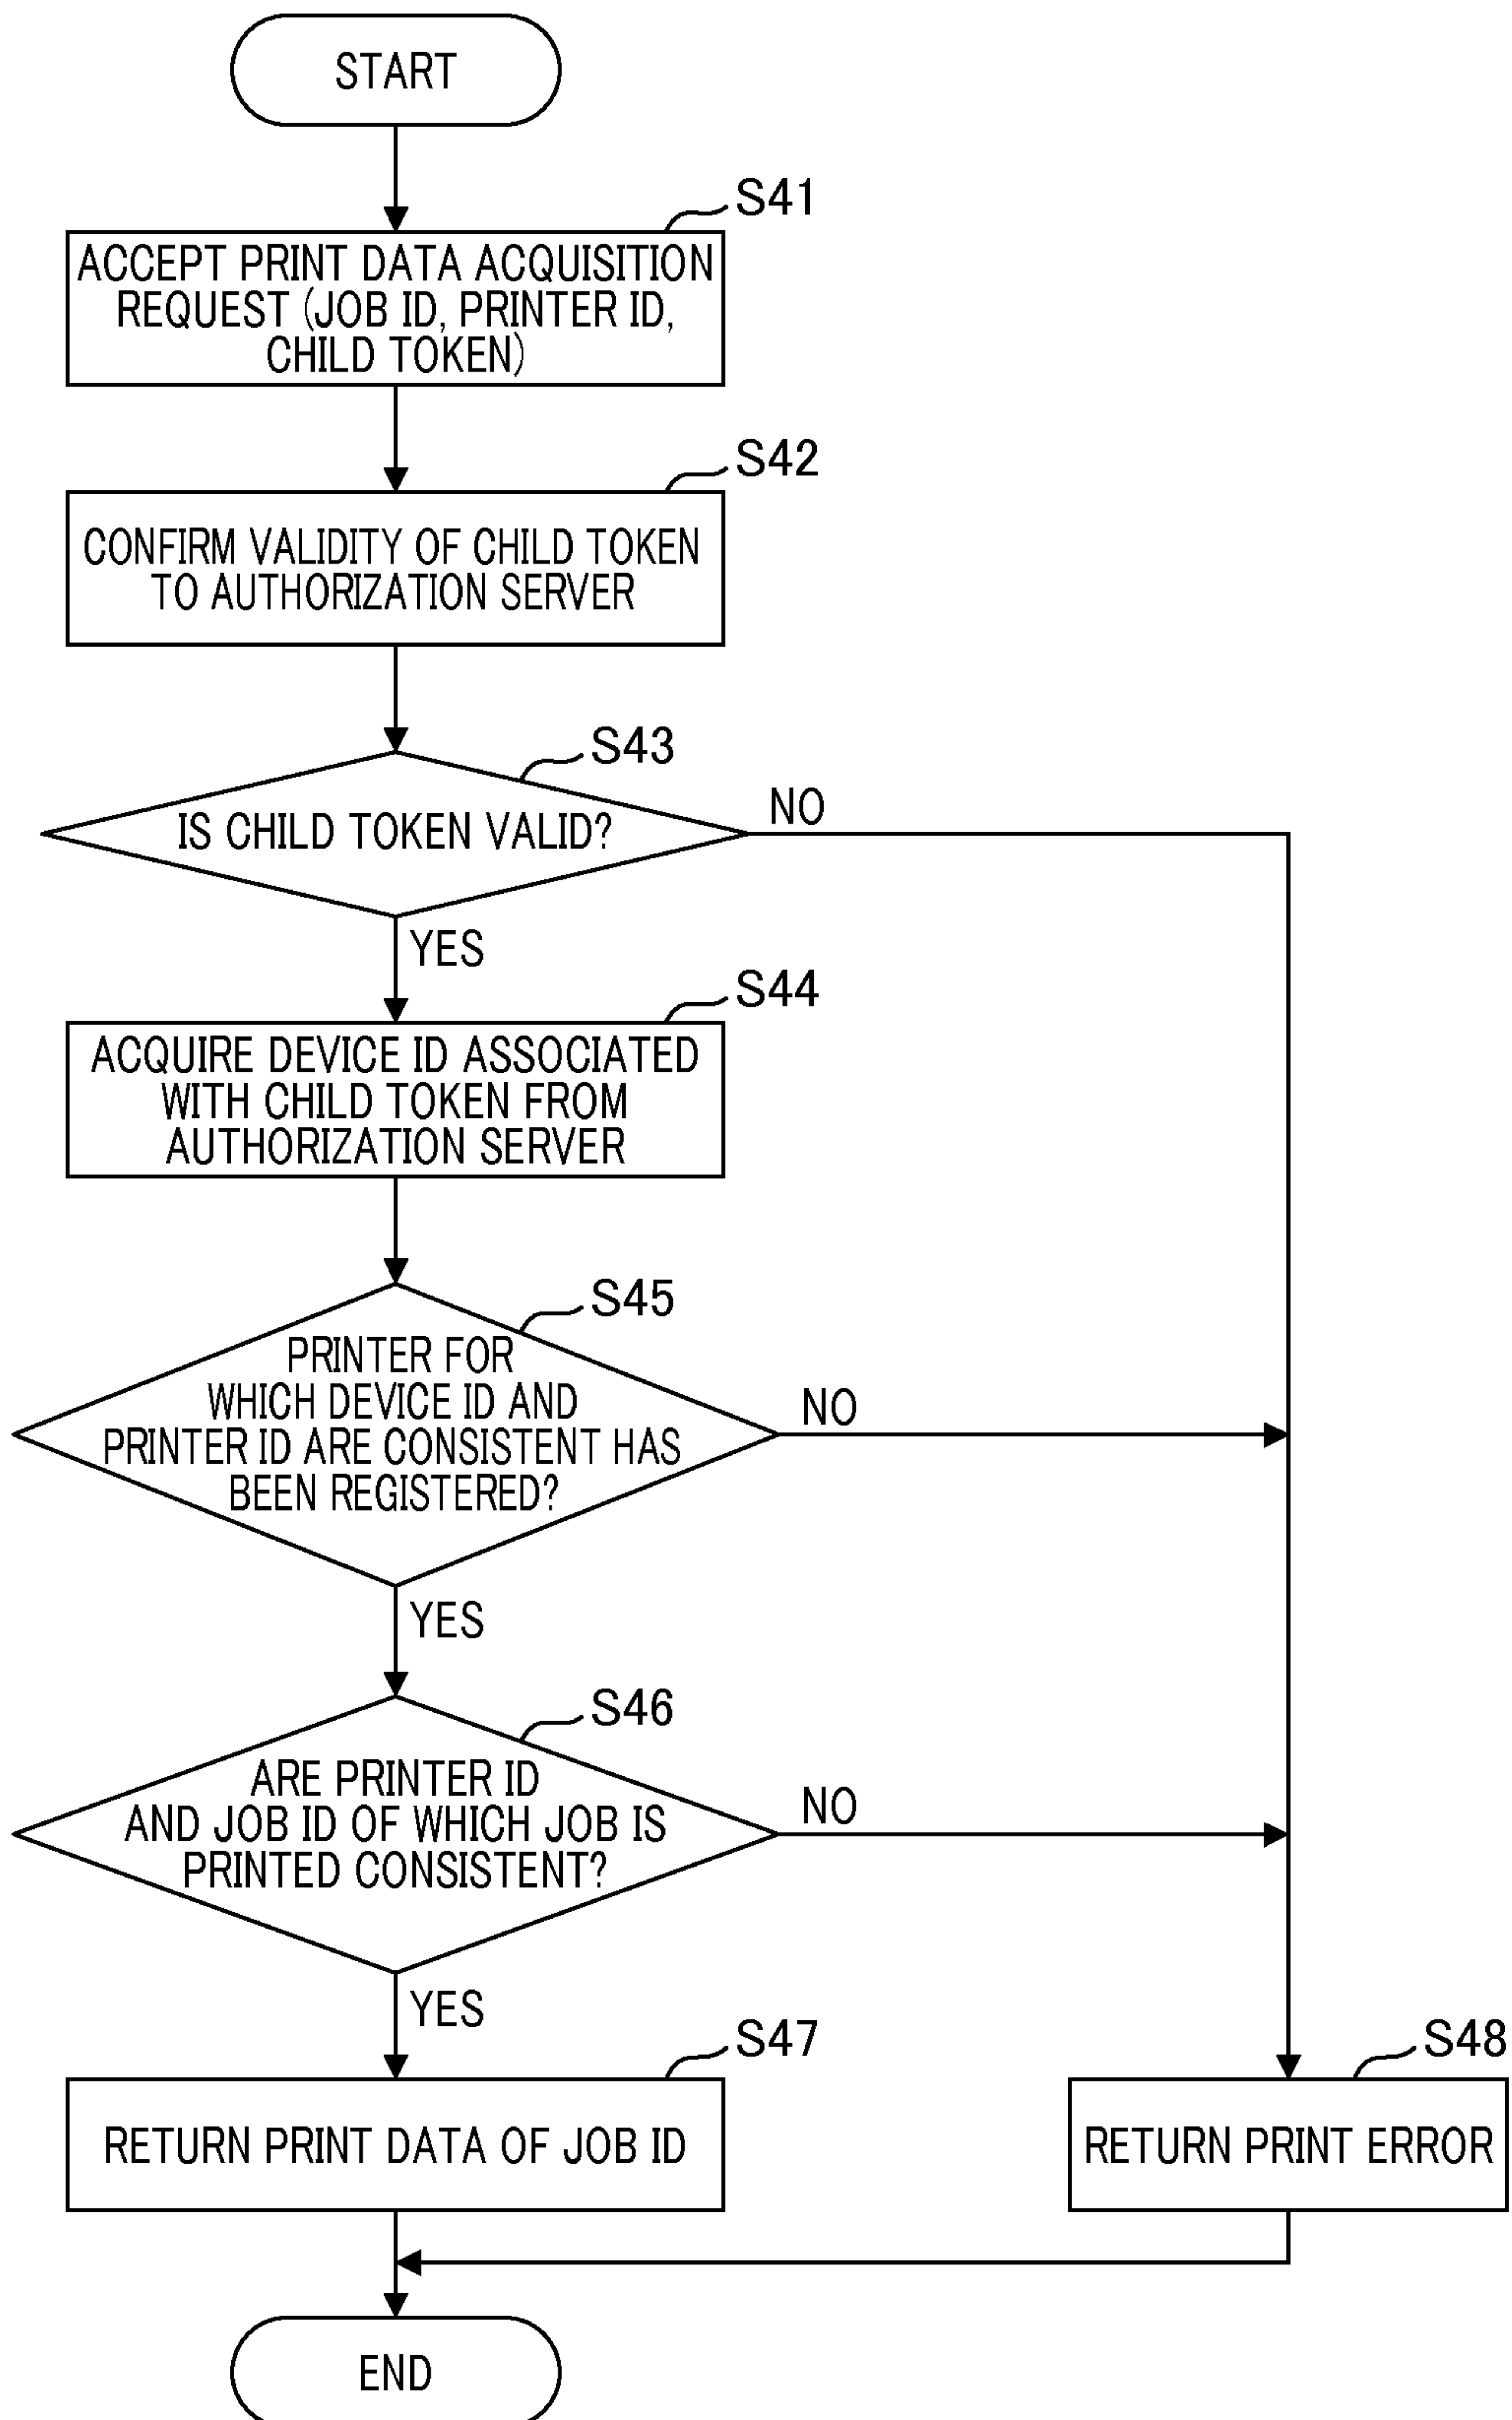 START
S41
ACCEPT PRINT DATA ACQUISITION
REQUEST (JOB ID, PRINTER ID,
CHILD TOKEN)
S42
CONFIRM VALIDITY OF CHILD TOKEN
TO AUTHORIZATION SERVER
S43
IS CHILD TOKEN VALID?
NO
YES
S44
ACQUIRE DEVICE ID ASSOCIATED
WITH CHILD TOKEN FROM
AUTHORIZATION SERVER
S45
PRINTER FOR
WHICH DEVICE ID AND
PRINTER ID ARE CONSISTENT HAS
BEEN REGISTERED?
NO
YES
S46
ARE PRINTER ID
AND JOB ID OF WHICH JOB IS
PRINTED CONSISTENT?
NO
YES
S47
RETURN PRINT DATA OF JOB ID
S48
RETURN PRINT ERROR
END